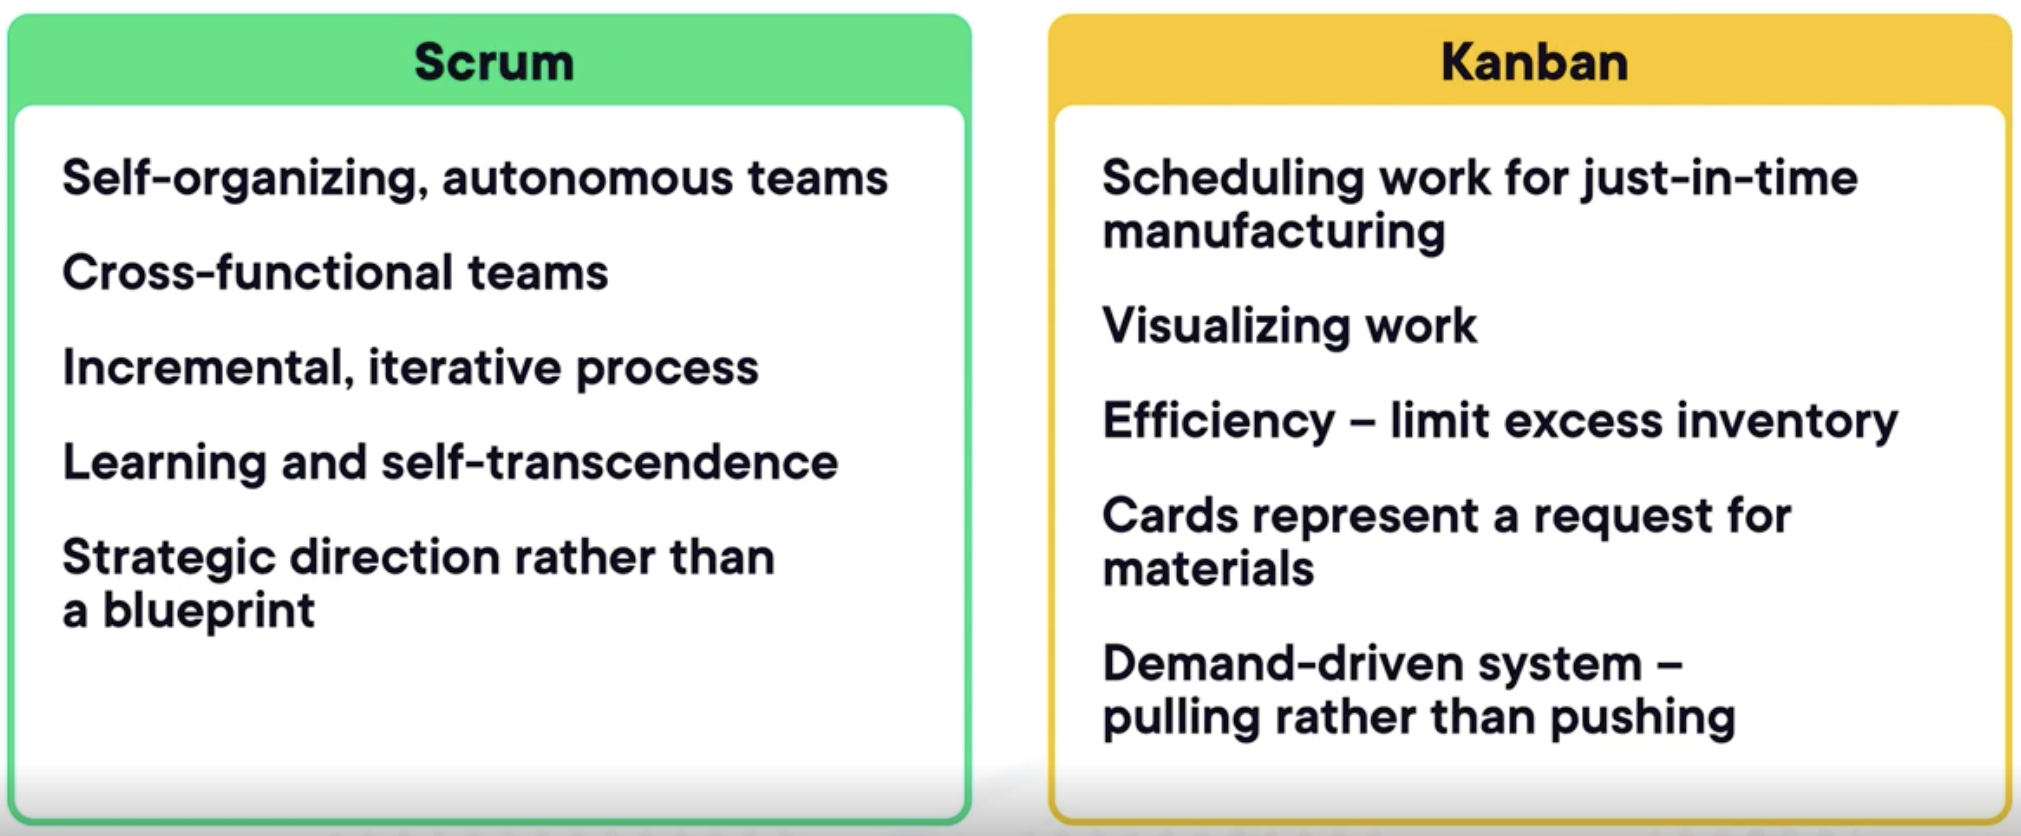 Scrum
Self-organizing, autonomous teams
Cross-functional teams
Incremental, iterative process
Learning and self-transcendence
Strategic direction rather than
a blueprint
Kanban
Scheduling work for just-in-time
manufacturing
Visualizing work
Efficiency – limit excess inventory
Cards represent a request for
materials
Demand-driven system –
pulling rather than pushing